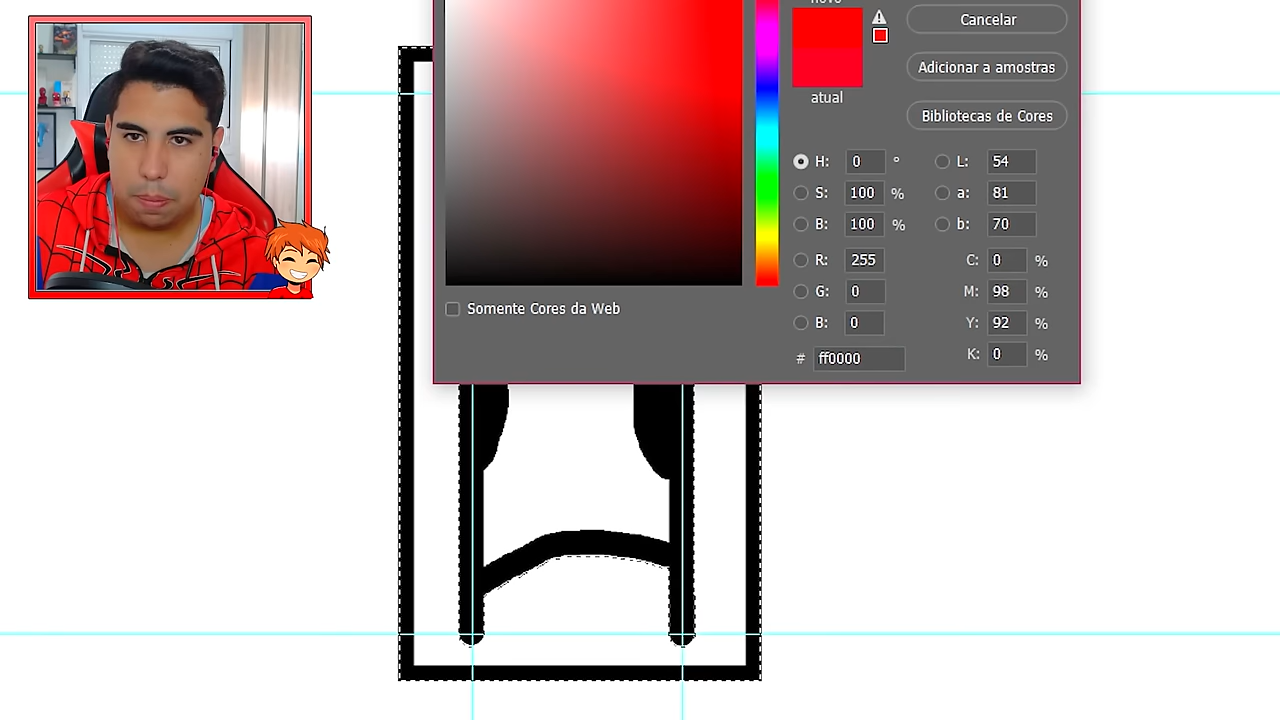 Cancelar
Adicionar a amostras
atual
Bibliotecas de Cores
H: 0 ° L: 54
S: 100 % a: 81
B: 100 % b: 70
R: 255 C: 0 %
G: 0 M: 98 %
Somente Cores da Web
B: 0 Y: 92 %
# ff0000 K: 0 %